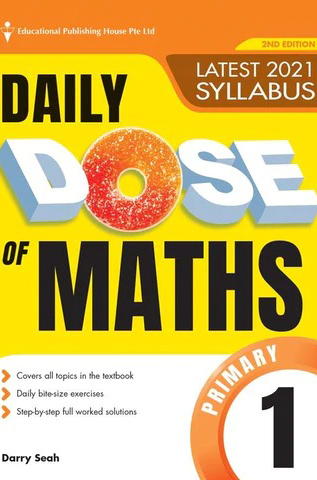 Educational Publishing House Pte Ltd
2ND EDITION
LATEST 2021
SYLLABUS
DAILY
DOSE
OF MATHS
Covers all topics in the textbook
Daily bite-size exercises
Step-by-step full worked solutions
PRIMARY
1
Darry Seah